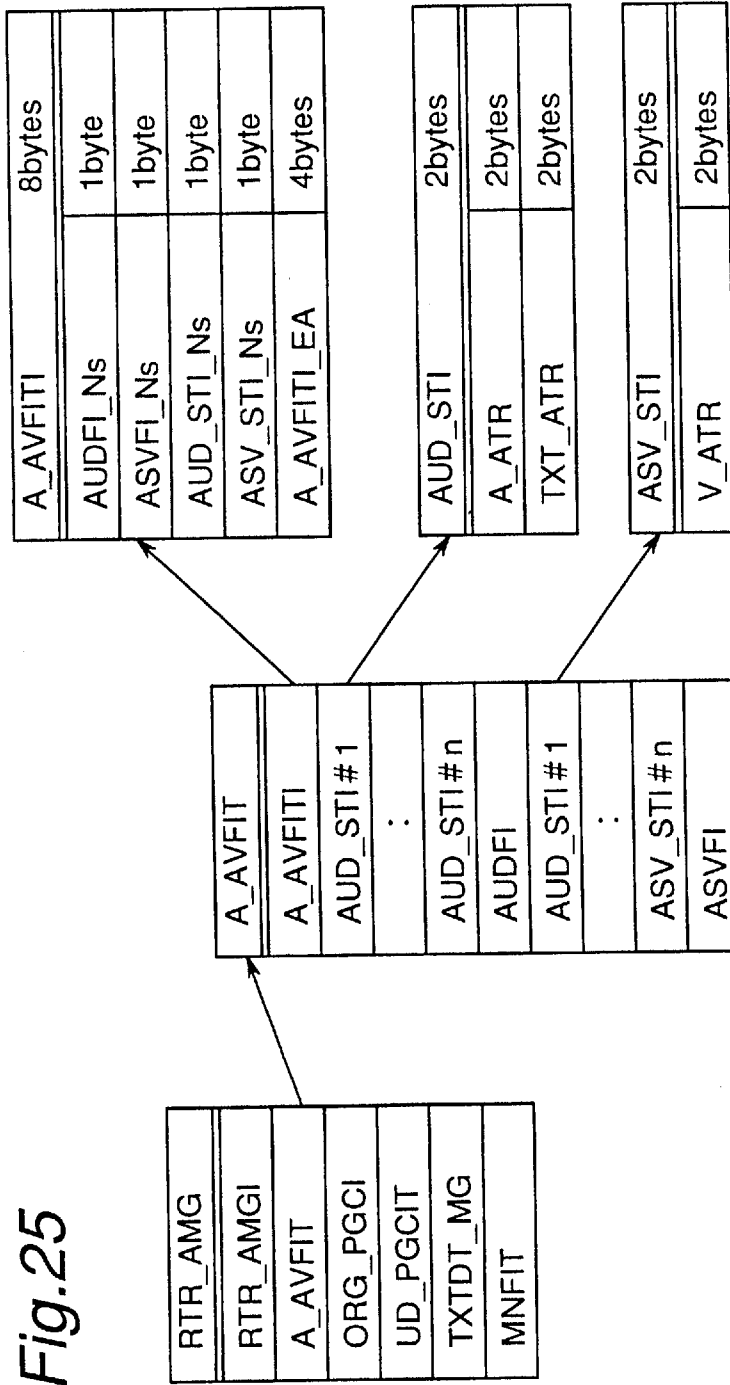 Fig.25
RTR_AMG
RTR_AMGI
A_AVFIT
ORG_PGCI
UD_PGCIT
TXTDT_MG
MNFIT
A_AVFIT
A_AVFITI
AUD_STI#1
:
AUD_STI#n
AUDFI
AUD_STI#1
:
ASV_STI#n
ASVFI
A_AVFITI 8bytes
AUDFI_Ns 1byte
ASVFI_Ns 1byte
AUD_STI_Ns 1byte
ASV_STI_Ns 1byte
A_AVFITI_EA 4bytes
AUD_STI 2bytes
A_ATR 2bytes
TXT_ATR 2bytes
ASV_STI 2bytes
V_ATR 2bytes